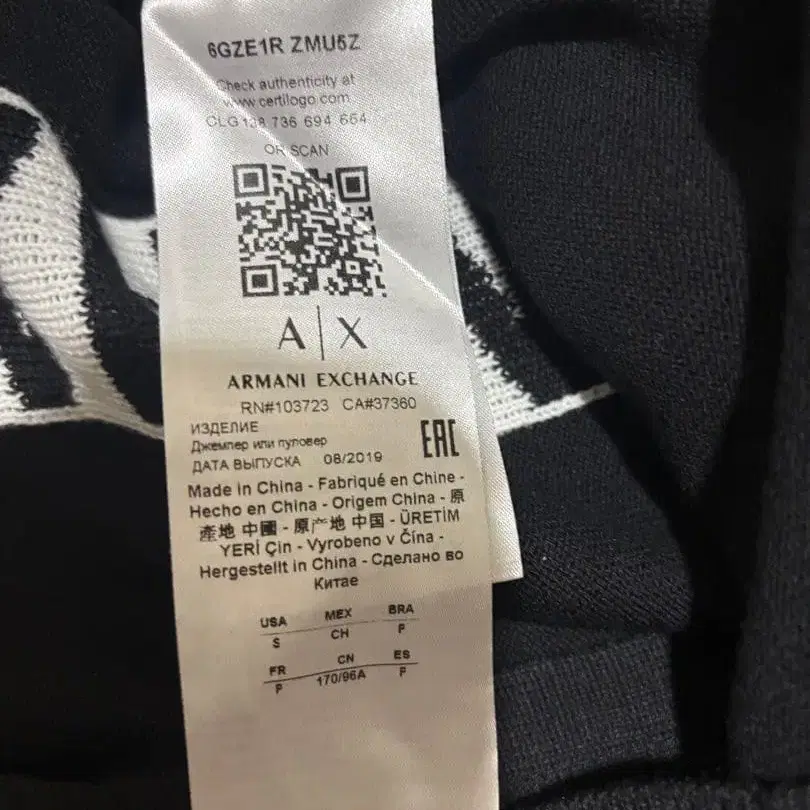 6GZE1R ZMU5Z
Check authenticity at
www.certilogo.com
CLG 138 736 694 664
OR SCAN
A|X
ARMANI EXCHANGE
RN#103723 CA#37360
ИЗДЕЛИЕ
Джемпер или пуловер
ДАТА ВЫПУСКА 08/2019
EAC
Made in China - Fabriqué en Chine -
Hecho en China - Origem China - 原
產地 中國 - 原产地 中国 - ÜRETİM
YERİ Çin - Vyrobeno v Čína -
Hergestellt in China - Сделано во
Китае
USA MEX BRA
S CH P
FR CN ES
P 170/96A P